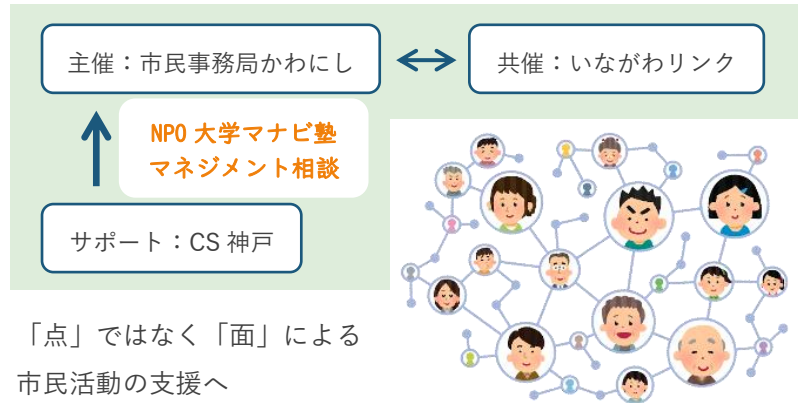 主催：市民事務局かわにし
共催：いながわリンク
NPO 大学マナビ塾
マネジメント相談
サポート：CS 神戸
「点」ではなく「面」による
市民活動の支援へ